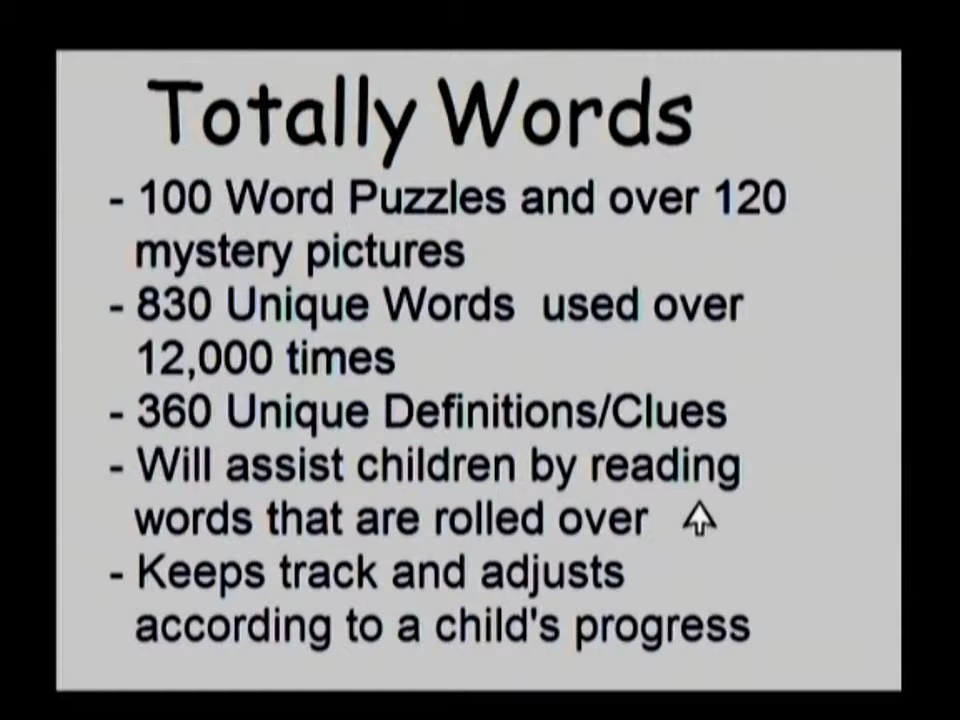 Totally Words
- 100 Word Puzzles and over 120
mystery pictures
- 830 Unique Words used over
12,000 times
- 360 Unique Definitions/Clues
- Will assist children by reading
words that are rolled over
- Keeps track and adjusts
according to a child's progress